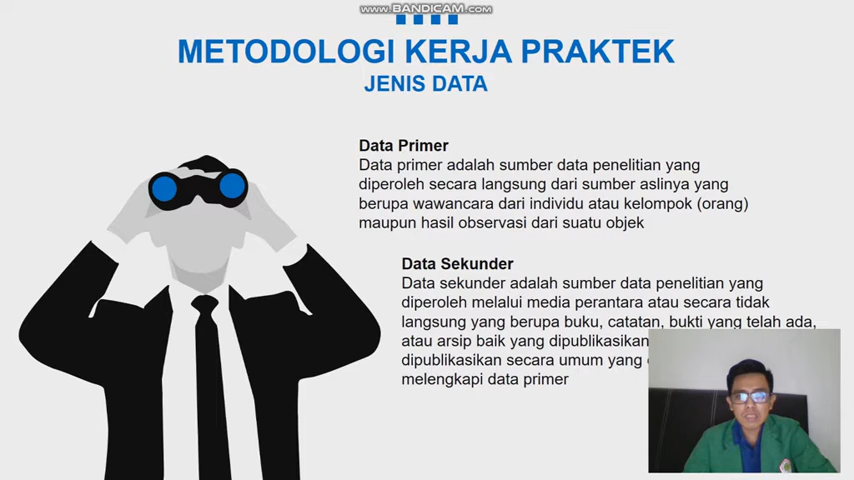 www.BANDICAM.com
METODOLOGI KERJA PRAKTEK
JENIS DATA
Data Primer
Data primer adalah sumber data penelitian yang
diperoleh secara langsung dari sumber aslinya yang
berupa wawancara dari individu atau kelompok (orang)
maupun hasil observasi dari suatu objek
Data Sekunder
Data sekunder adalah sumber data penelitian yang
diperoleh melalui media perantara atau secara tidak
langsung yang berupa buku, catatan, bukti yang telah ada,
atau arsip baik yang dipublikasikan
dipublikasikan secara umum yang
melengkapi data primer